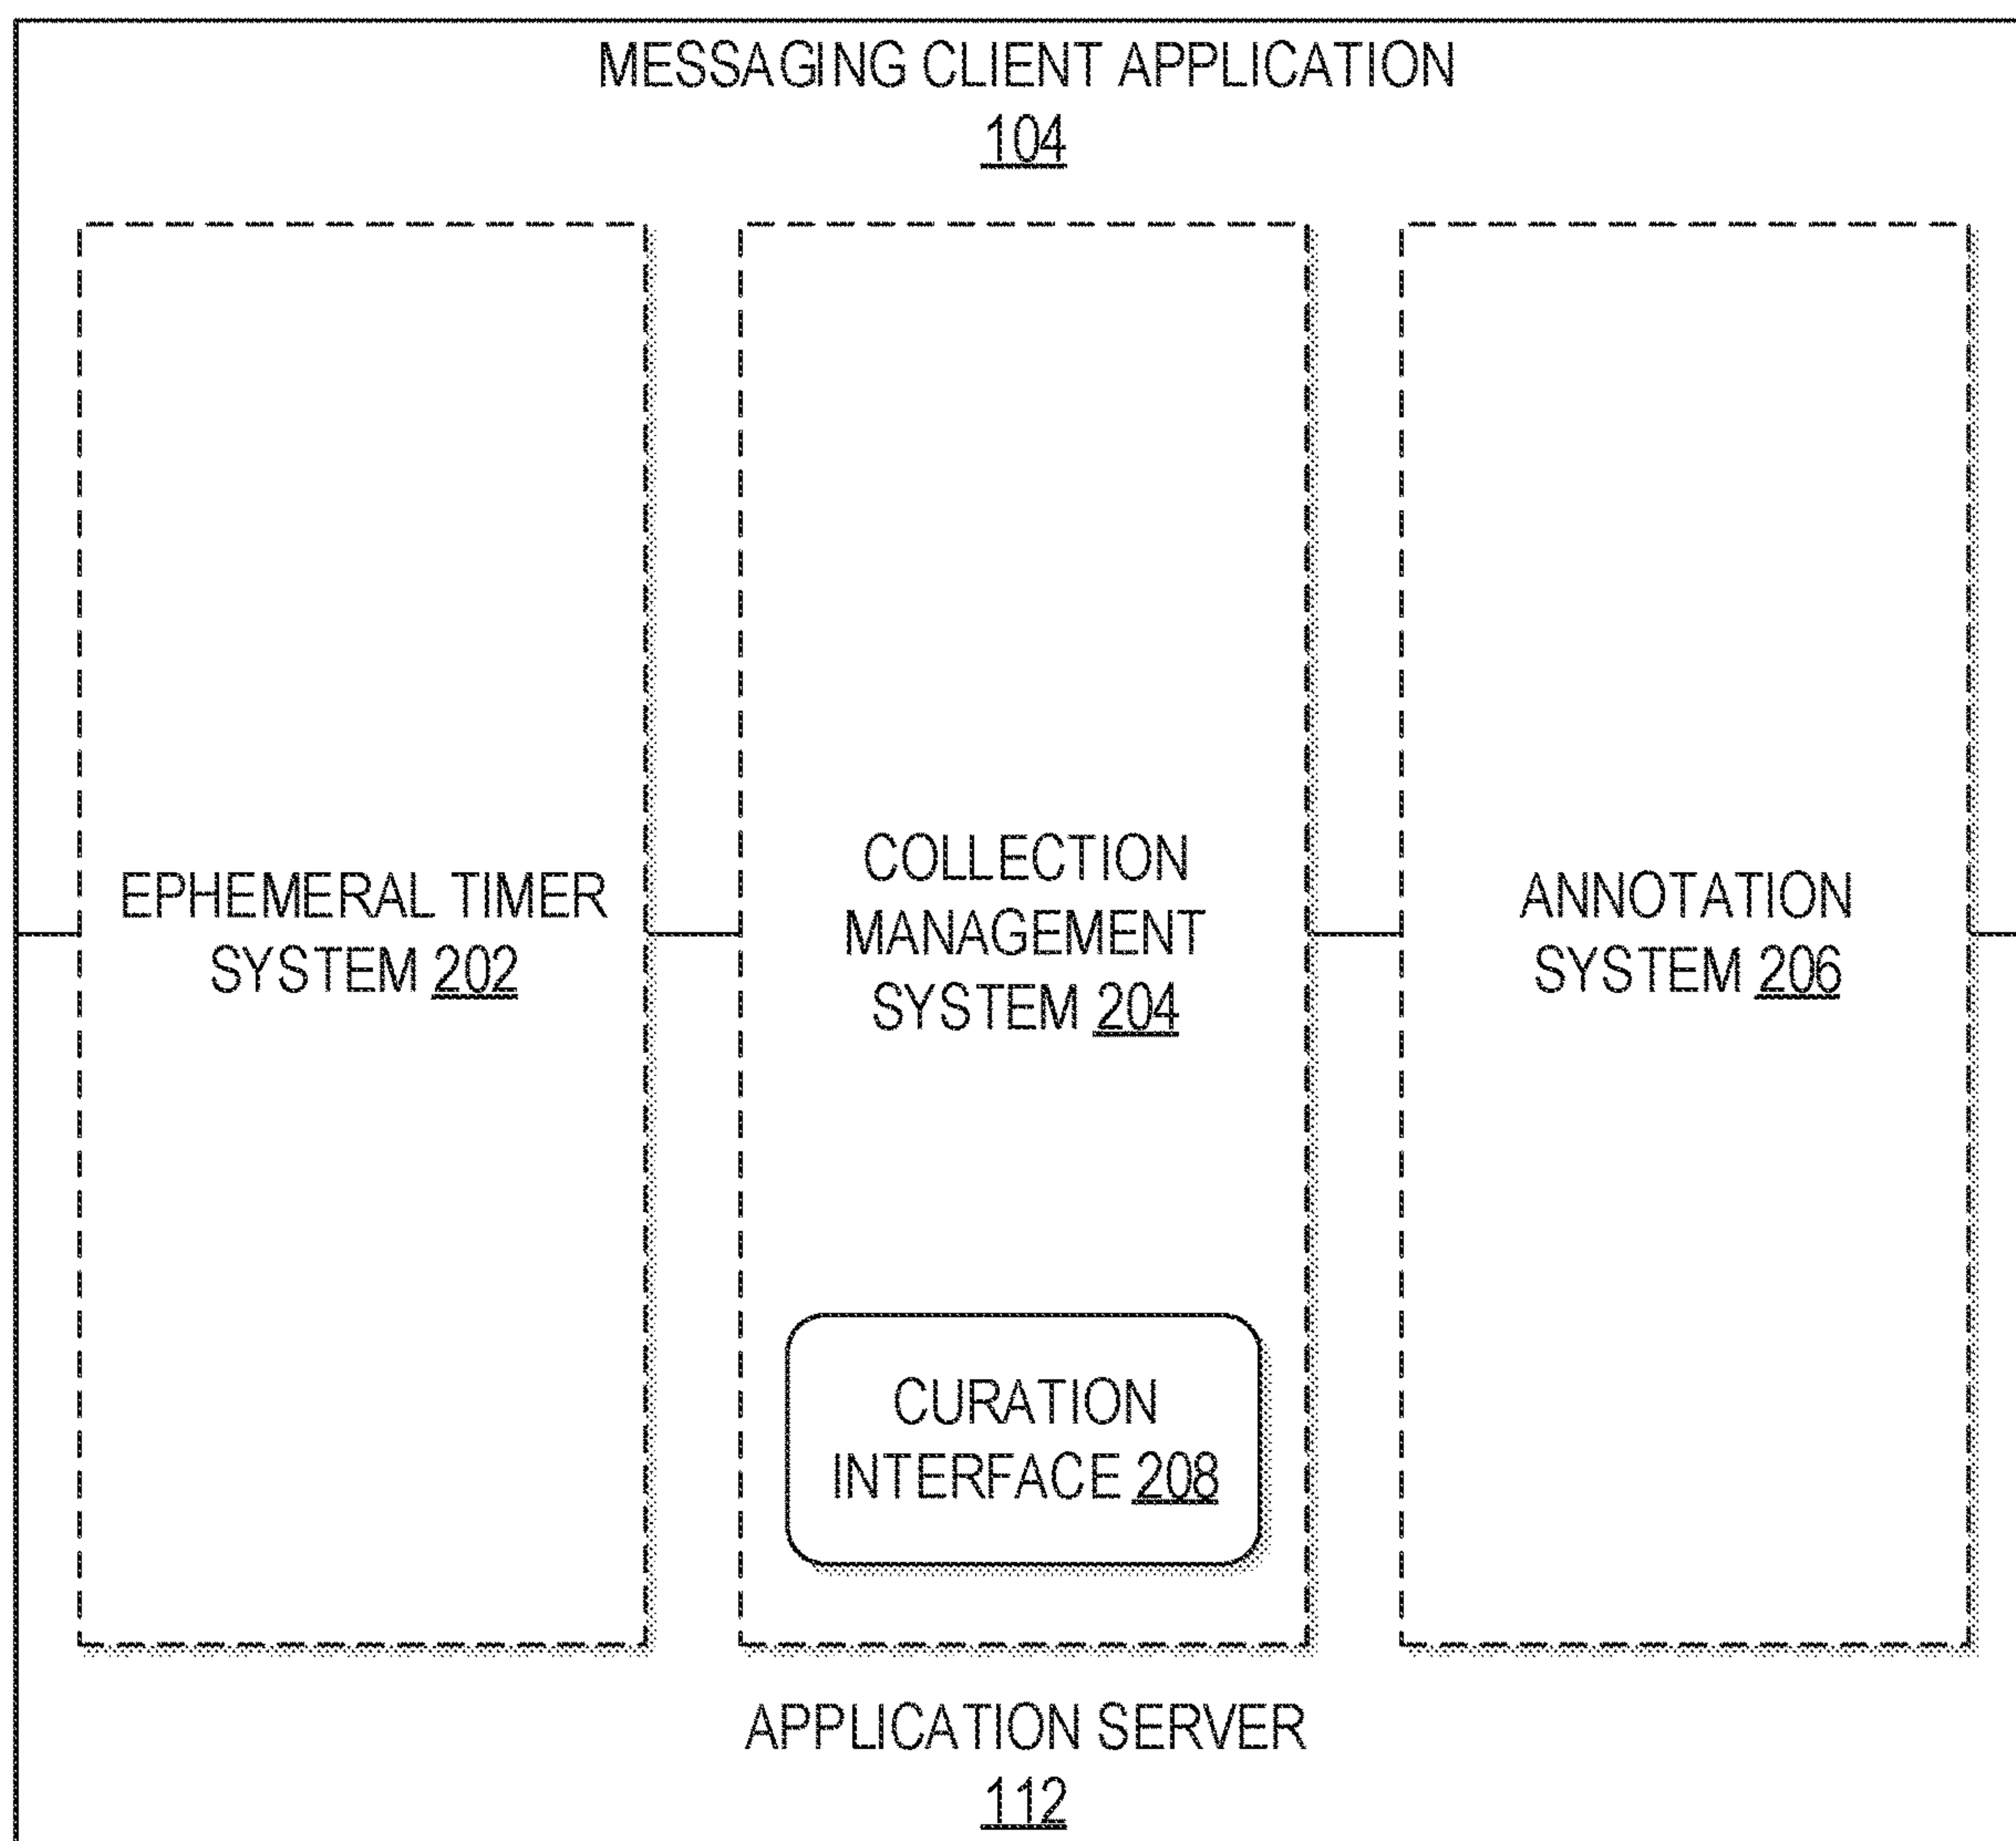 MESSAGING CLIENT APPLICATION
104
EPHEMERAL TIMER
SYSTEM 202
COLLECTION
MANAGEMENT
SYSTEM 204
ANNOTATION
SYSTEM 206
CURATION
INTERFACE 208
APPLICATION SERVER
112